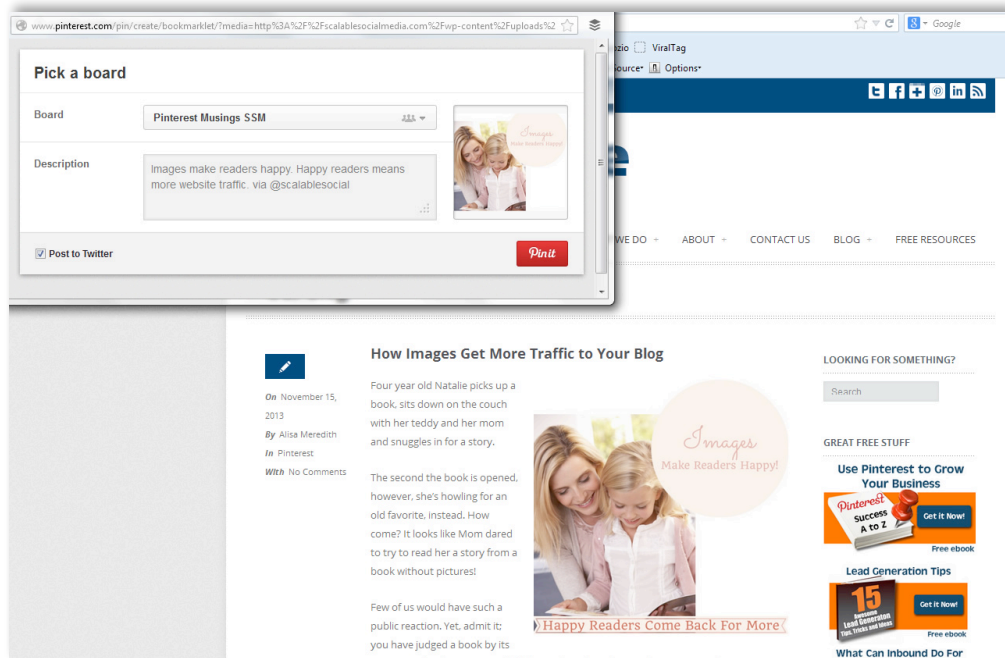 www.pinterest.com/pin/create/bookmarklet/?media=http%3A%2F%2Fscalablesocialmedia.com%2Fwp-content%2Fuploads%2
Google
ViralTag
Options
Pick a board
Board
Pinterest Musings SSM
Images
Make Readers Happy!
Description
Images make readers happy. Happy readers means
more website traffic. via @scalablesocial
Post to Twitter
Pinit
WE DO +
ABOUT +
CONTACT US
BLOG +
FREE RESOURCES
How Images Get More Traffic to Your Blog
On November 15,
2013
By Alisa Meredith
In Pinterest
With No Comments
Four year old Natalie picks up a
book, sits down on the couch
with her teddy and her mom
and snuggles in for a story.
The second the book is opened,
however, she's howling for an
old favorite, instead. How
come? It looks like Mom dared
to try to read her a story from a
book without pictures!
Few of us would have such a
public reaction. Yet, admit it;
you have judged a book by its
Images
Make Readers Happy!
Happy Readers Come Back For More
LOOKING FOR SOMETHING?
Search
GREAT FREE STUFF
Use Pinterest to Grow
Your Business
Pinterest
Success
A to Z
Get it Now!
Free ebook
Lead Generation Tips
15
Awesome
Lead Generaton
Tips, Tricks and Ideas
Get it Now!
Free ebook
What Can Inbound Do For